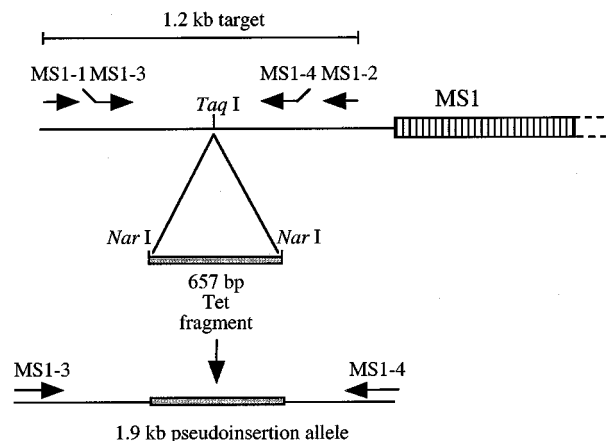 1.2 kb target
MS1-1 MS1-3
MS1-4 MS1-2
Taq I
MS1
Nar I
Nar I
657 bp
Tet
fragment
MS1-3
MS1-4
1.9 kb pseudoinsertion allele